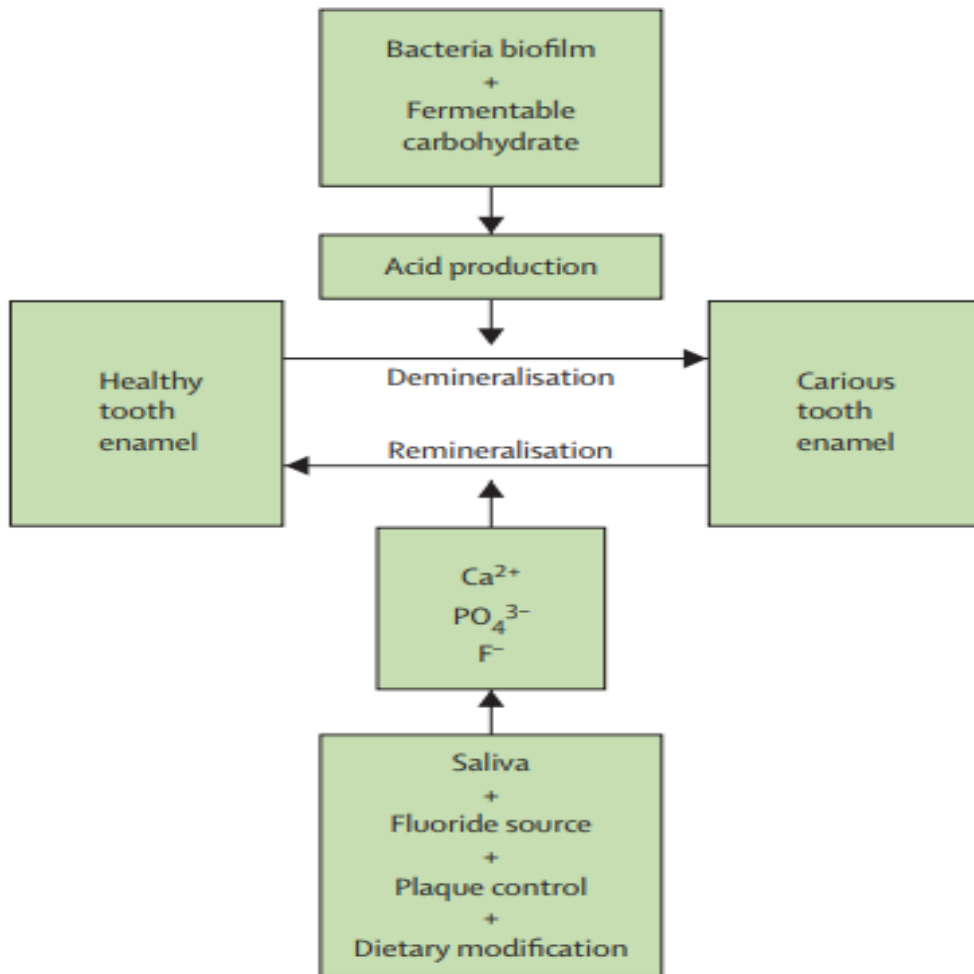 Bacteria biofilm
+
Fermentable
carbohydrate
Acid production
Healthy
tooth
enamel
Demineralisation
Remineralisation
Carious
tooth
enamel
Ca²⁺
PO₄³⁻
F⁻
Saliva
+
Fluoride source
+
Plaque control
+
Dietary modification